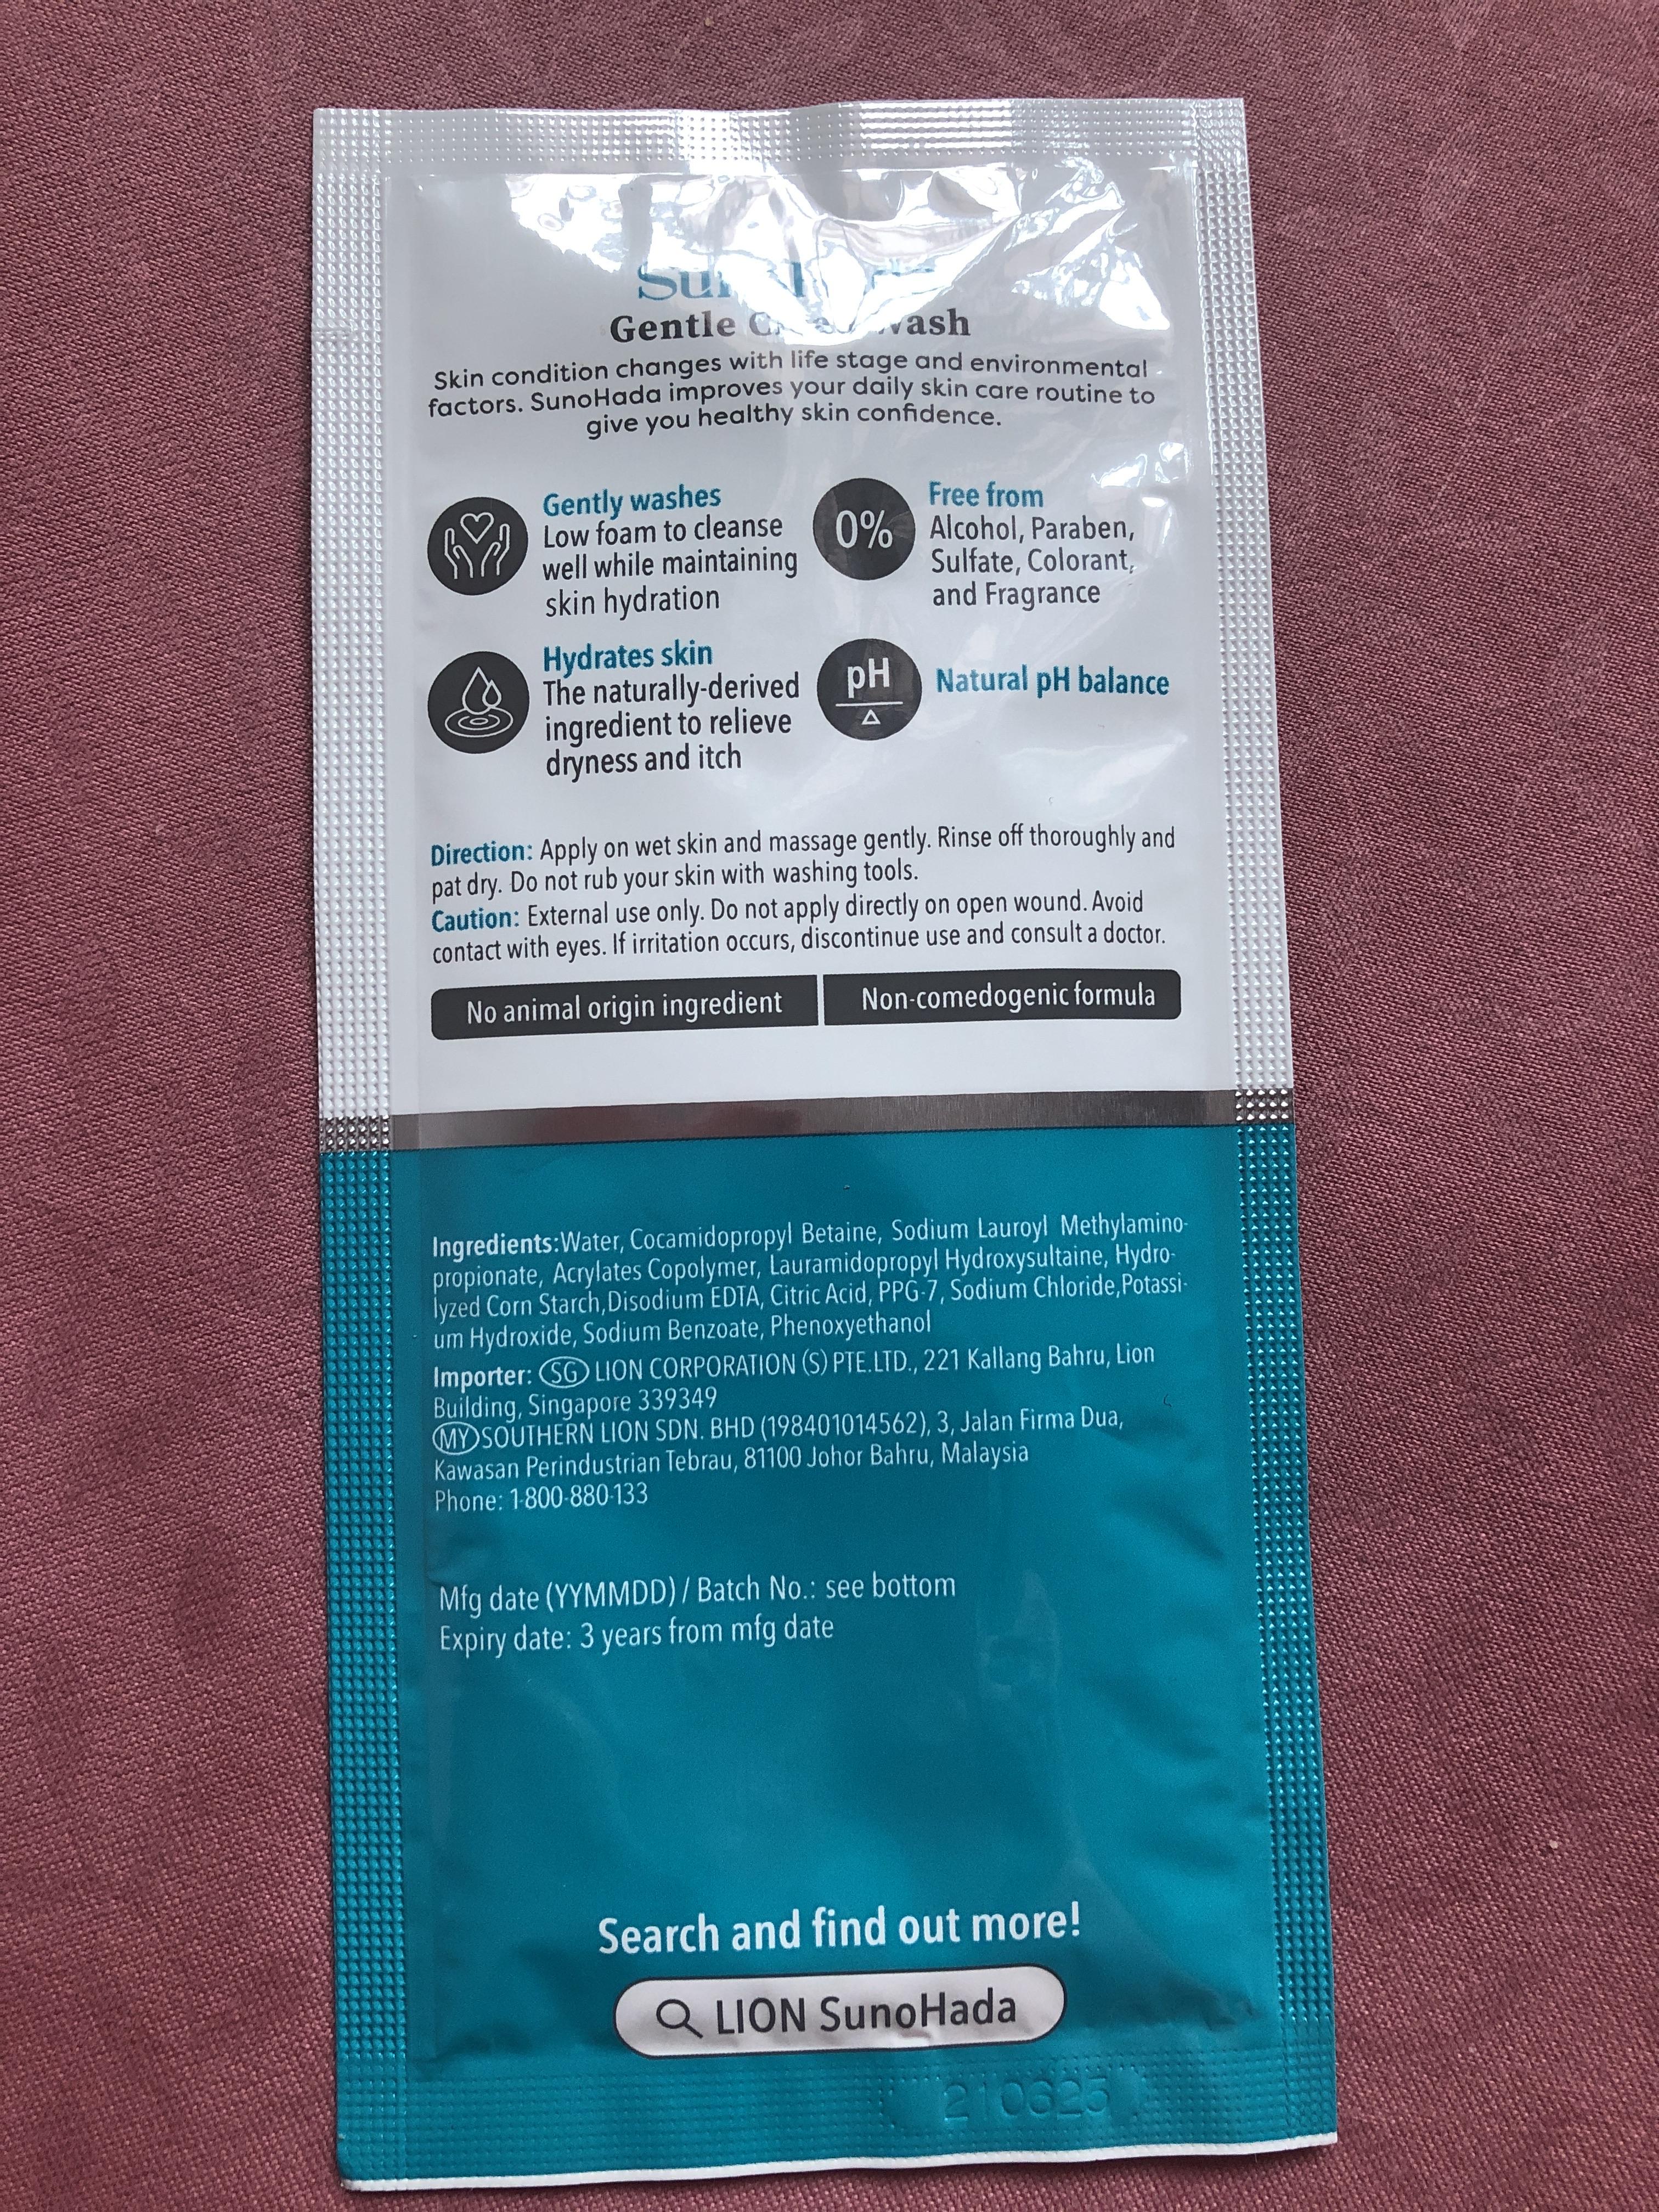 Gentle
Skin condition changes with life stage and environmental
factors. SunoHada improves your daily skin care routine to
give you healthy skin confidence.
Gently washes
Low foam to cleanse
well while maintaining
skin hydration
0%
Free from
Alcohol, Paraben,
Sulfate, Colorant,
and Fragrance
Hydrates skin
The naturally-derived
ingredient to relieve
dryness and itch
pH
Natural pH balance
Direction: Apply on wet skin and massage gently. Rinse off thoroughly and
pat dry. Do not rub your skin with washing tools.
Caution: External use only. Do not apply directly on open wound. Avoid
contact with eyes. If irritation occurs, discontinue use and consult a doctor.
No animal origin ingredient
Non-comedogenic formula
Ingredients:Water, Cocamidopropyl Betaine, Sodium Lauroyl Methylamino-
propionate, Acrylates Copolymer, Lauramidopropyl Hydroxysultaine, Hydro-
lyzed Corn Starch,Disodium EDTA, Citric Acid, PPG-7, Sodium Chloride,Potassi-
um Hydroxide, Sodium Benzoate, Phenoxyethanol
Importer: SG LION CORPORATION (S) PTE.LTD., 221 Kallang Bahru, Lion
Building, Singapore 339349
MY SOUTHERN LION SDN. BHD (198401014562), 3, Jalan Firma Dua,
Kawasan Perindustrian Tebrau, 81100 Johor Bahru, Malaysia
Phone: 1-800-880-133
Mfg date (YYMMDD) / Batch No.: see bottom
Expiry date: 3 years from mfg date
Search and find out more!
LION SunoHada
210625